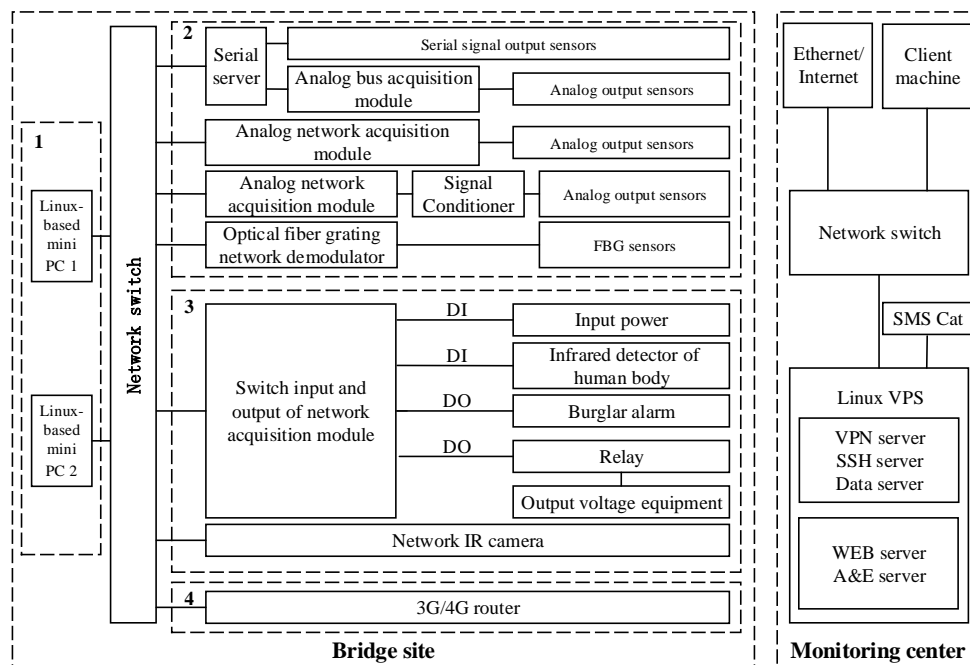 1
Linux-
based
mini
PC 1
Linux-
based
mini
PC 2
Network switch
2
Serial
server
Serial signal output sensors
Analog bus acquisition
module
Analog output sensors
Analog network acquisition
module
Analog output sensors
Analog network
acquisition module
Signal
Conditioner
Analog output sensors
Optical fiber grating
network demodulator
FBG sensors
3
Switch input and
output of network
acquisition module
DI
Input power
DI
Infrared detector of
human body
DO
Burglar alarm
DO
Relay
Output voltage equipment
Network IR camera
4
3G/4G router
Bridge site
Ethernet/
Internet
Client
machine
Network switch
SMS Cat
Linux VPS
VPN server
SSH server
Data server
WEB server
A&E server
Monitoring center